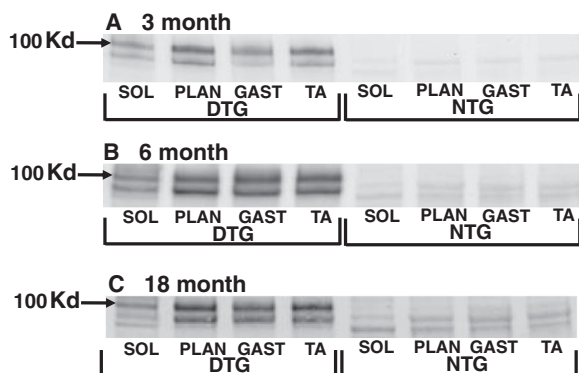 A 3 month
100 Kd
SOL PLAN GAST TA SOL PLAN GAST TA
DTG NTG
B 6 month
100 Kd
SOL PLAN GAST TA SOL PLAN GAST TA
DTG NTG
C 18 month
100 Kd
SOL PLAN GAST TA SOL PLAN GAST TA
DTG NTG